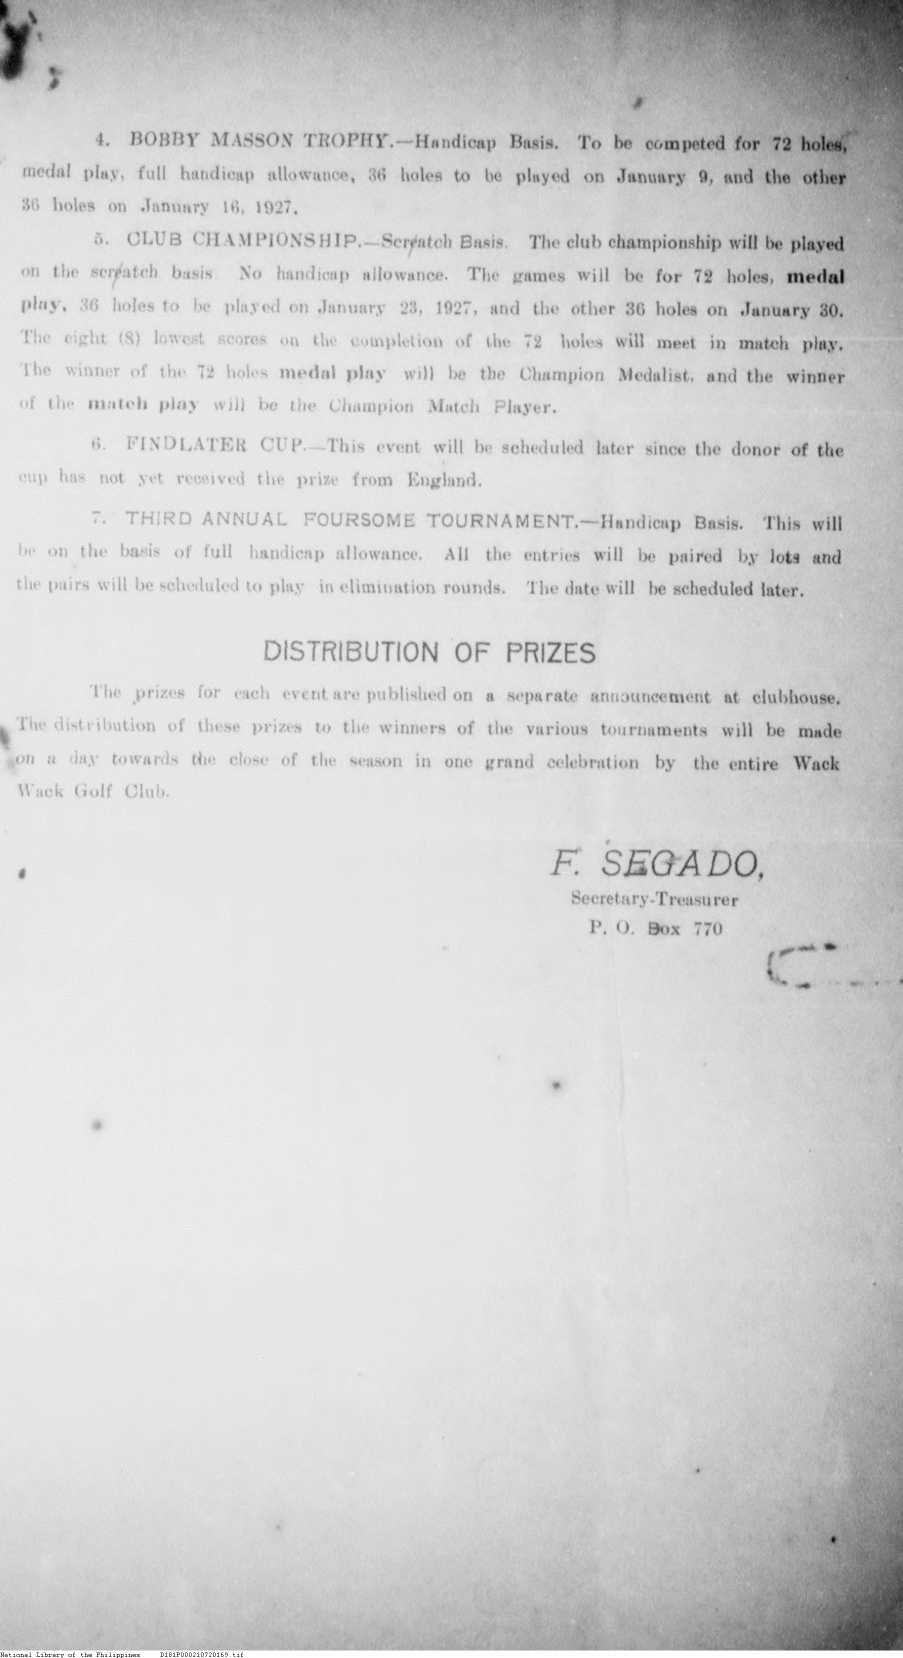 4. BOBBY MASSON TROPHY.—Handicap Basis. To be competed for 72 holes,
medal play, full handicap allowance, 36 holes to be played on January 9, and the other
36 holes on January 16, 1927.
5. CLUB CHAMPIONSHIP.—Scratch Basis. The club championship will be played
on the scratch basis. No handicap allowance. The games will be for 72 holes, medal
play, 36 holes to be played on January 23, 1927, and the other 36 holes on January 30.
The eight (8) lowest scores on the completion of the 72 holes will meet in match play.
The winner of the 72 holes medal play will be the Champion Medalist, and the winner
of the match play will be the Champion Match Player.
6. FINDLATER CUP.—This event will be scheduled later since the donor of the
cup has not yet received the prize from England.
7. THIRD ANNUAL FOURSOME TOURNAMENT.—Handicap Basis. This will
be on the basis of full handicap allowance. All the entries will be paired by lots and
the pairs will be scheduled to play in elimination rounds. The date will be scheduled later.
DISTRIBUTION OF PRIZES
The prizes for each event are published on a separate announcement at clubhouse.
The distribution of these prizes to the winners of the various tournaments will be made
on a day towards the close of the season in one grand celebration by the entire Wack
Wack Golf Club.
F. SEGADO,
Secretary-Treasurer
P. O. Box 770
National Library of the Philippines D181P000210720169.tif